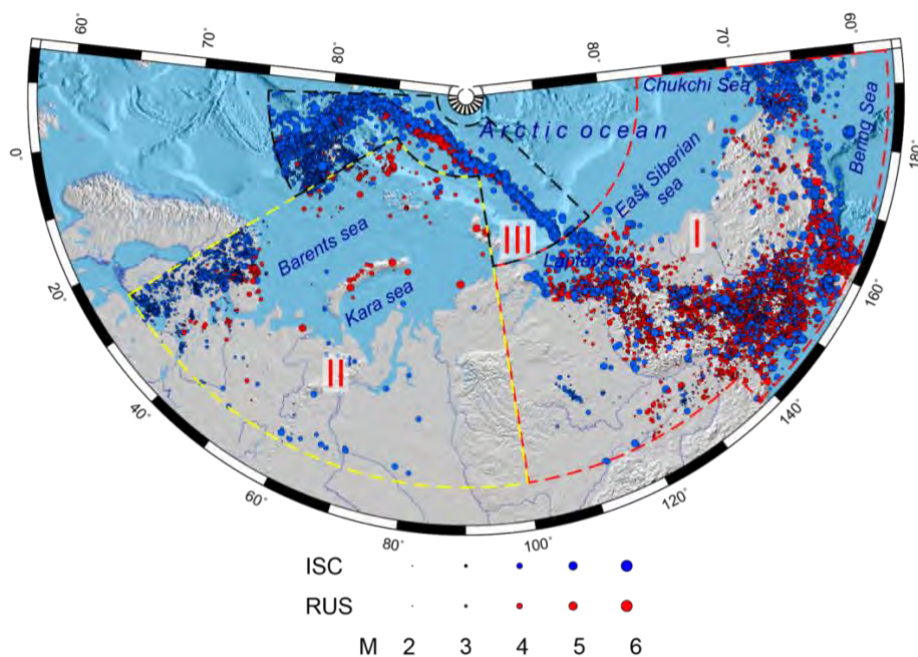 60˚
70˚
80˚
80˚
70˚
60˚
0˚
20˚
40˚
60˚
80˚
100˚
120˚
140˚
160˚
180˚
Chukchi Sea
Bering Sea
Arctic ocean
East Siberian
sea
I
III
Laptev sea
Barents sea
Kara sea
II
ISC
RUS
M 2 3 4 5 6